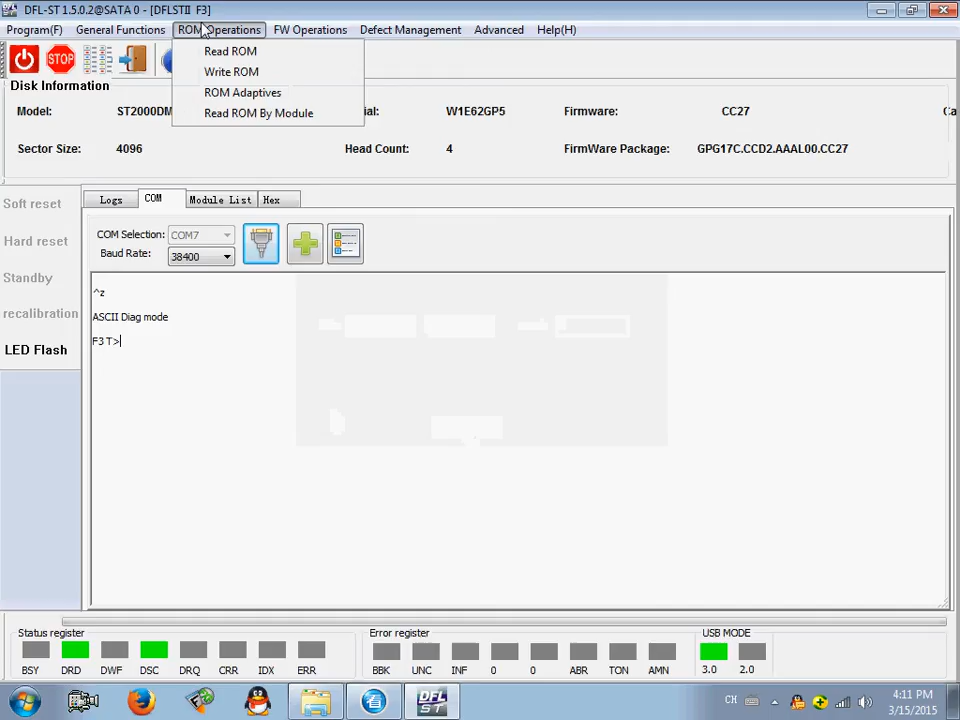 DFL-ST 1.5.0.2@SATA 0 - [DFLSTII F3]
Program(F) General Functions ROM Operations FW Operations Defect Management Advanced Help(H)
STOP
Read ROM
Write ROM
ROM Adaptives
Read ROM By Module
Disk Information
Model: ST2000DM ial: W1E62GP5 Firmware: CC27 Ca
Sector Size: 4096 Head Count: 4 FirmWare Package: GPG17C.CCD2.AAAL00.CC27
Soft reset
Hard reset
Standby
recalibration
LED Flash
Logs COM Module List Hex
COM Selection: COM7
Baud Rate: 38400
^z
ASCII Diag mode
F3 T>
Status register Error register USB MODE
BSY DRD DWF DSC DRQ CRR IDX ERR BBK UNC INF 0 0 ABR TON AMN 3.0 2.0
DFL
ST
CH
4:11 PM
3/15/2015